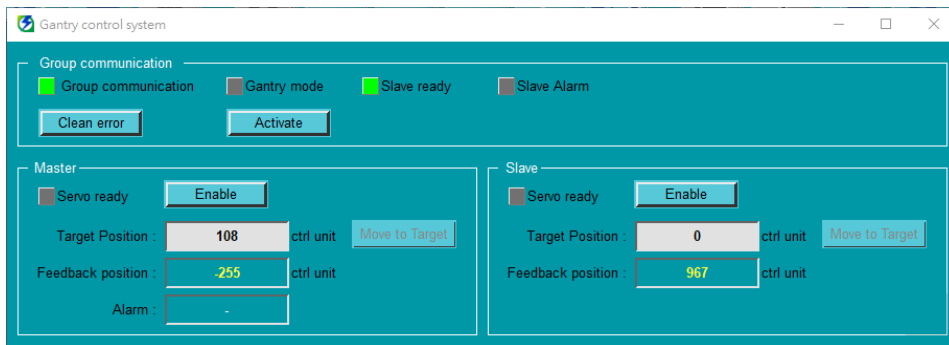 Gantry control system
Group communication
Group communication Gantry mode Slave ready Slave Alarm
Clean error Activate
Master
Servo ready Enable
Target Position : 108 ctrl unit Move to Target
Feedback position : -255 ctrl unit
Alarm : -
Slave
Servo ready Enable
Target Position : 0 ctrl unit Move to Target
Feedback position : 967 ctrl unit